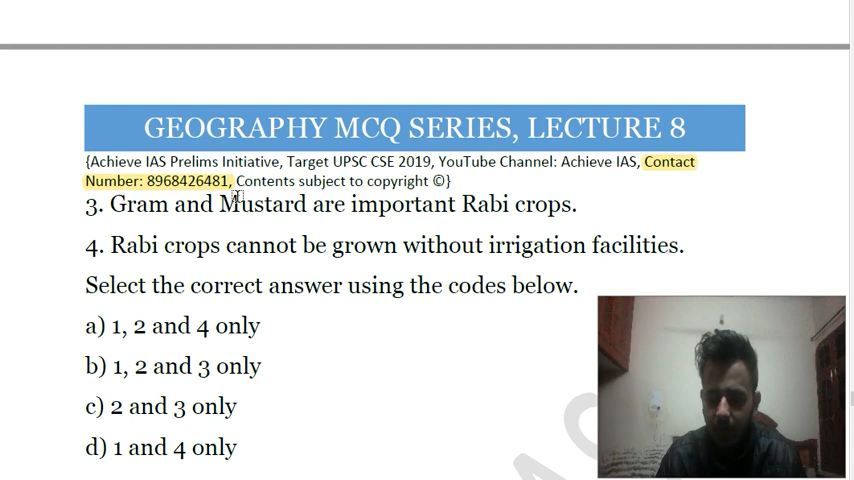 GEOGRAPHY MCQ SERIES, LECTURE 8
{Achieve IAS Prelims Initiative, Target UPSC CSE 2019, YouTube Channel: Achieve IAS, Contact
Number: 8968426481, Contents subject to copyright ©}
3. Gram and Mustard are important Rabi crops.
4. Rabi crops cannot be grown without irrigation facilities.
Select the correct answer using the codes below.
a) 1, 2 and 4 only
b) 1, 2 and 3 only
c) 2 and 3 only
d) 1 and 4 only